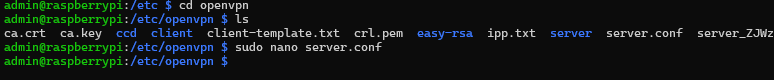 admin@raspberrypi:/etc $ cd openvpn
admin@raspberrypi:/etc/openvpn $ ls
ca.crt  ca.key  ccd  client  client-template.txt  crl.pem  easy-rsa  ipp.txt  server  server.conf  server_ZJWz
admin@raspberrypi:/etc/openvpn $ sudo nano server.conf
admin@raspberrypi:/etc/openvpn $